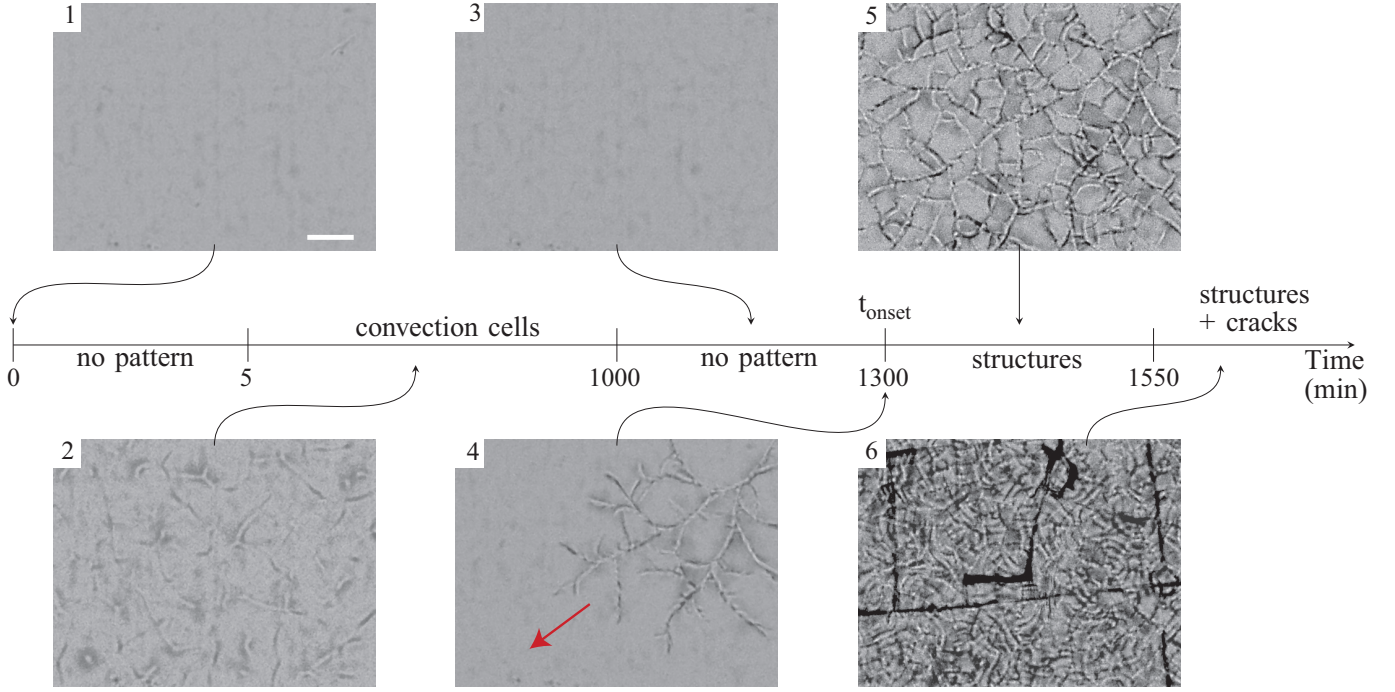 1
3
5
t_onset
structures
+ cracks
convection cells
no pattern
no pattern
structures
Time
(min)
0
5
1000
1300
1550
2
4
6